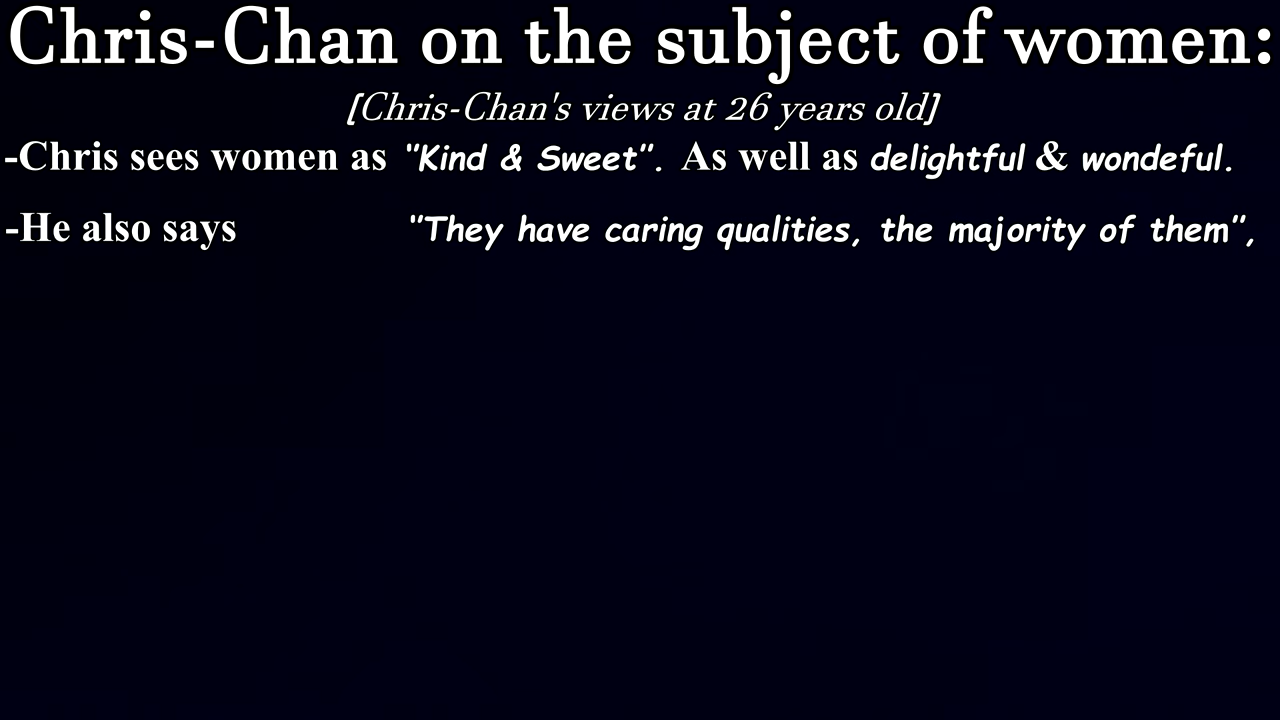 Chris-Chan on the subject of women:
[Chris-Chan's views at 26 years old]
-Chris sees women as "Kind & Sweet". As well as delightful & wondeful.
-He also says "They have caring qualities, the majority of them",